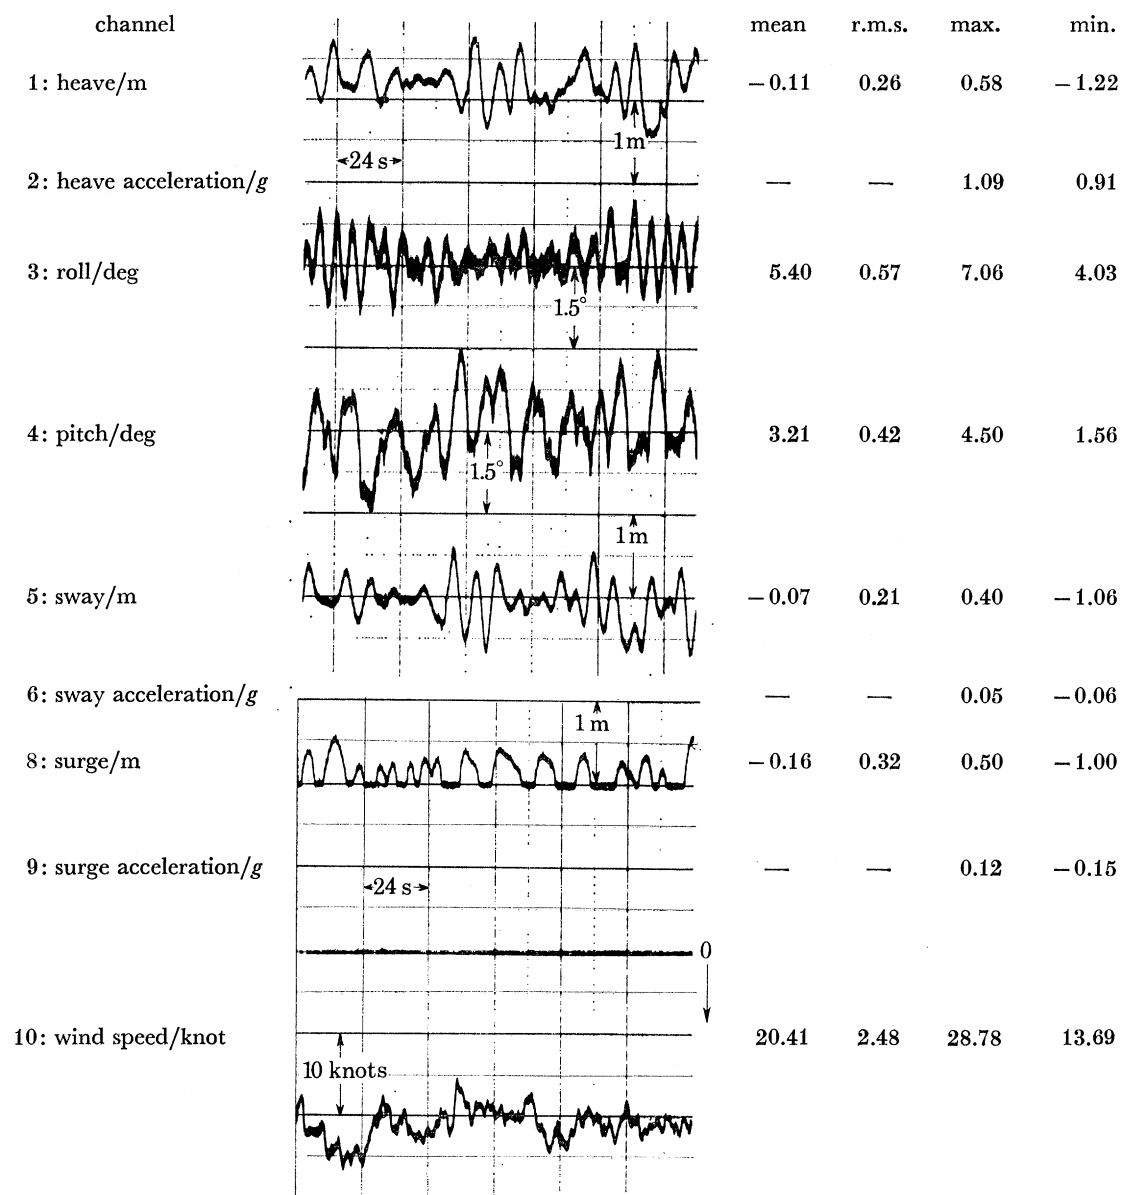 channel mean r.m.s. max. min.
1: heave/m −0.11 0.26 0.58 −1.22
1 m
24 s
2: heave acceleration/g — — 1.09 0.91
3: roll/deg 5.40 0.57 7.06 4.03
1.5°
4: pitch/deg 3.21 0.42 4.50 1.56
1.5°
1 m
5: sway/m −0.07 0.21 0.40 −1.06
6: sway acceleration/g — — 0.05 −0.06
1 m
8: surge/m −0.16 0.32 0.50 −1.00
9: surge acceleration/g — — 0.12 −0.15
24 s
0
10: wind speed/knot 20.41 2.48 28.78 13.69
10 knots